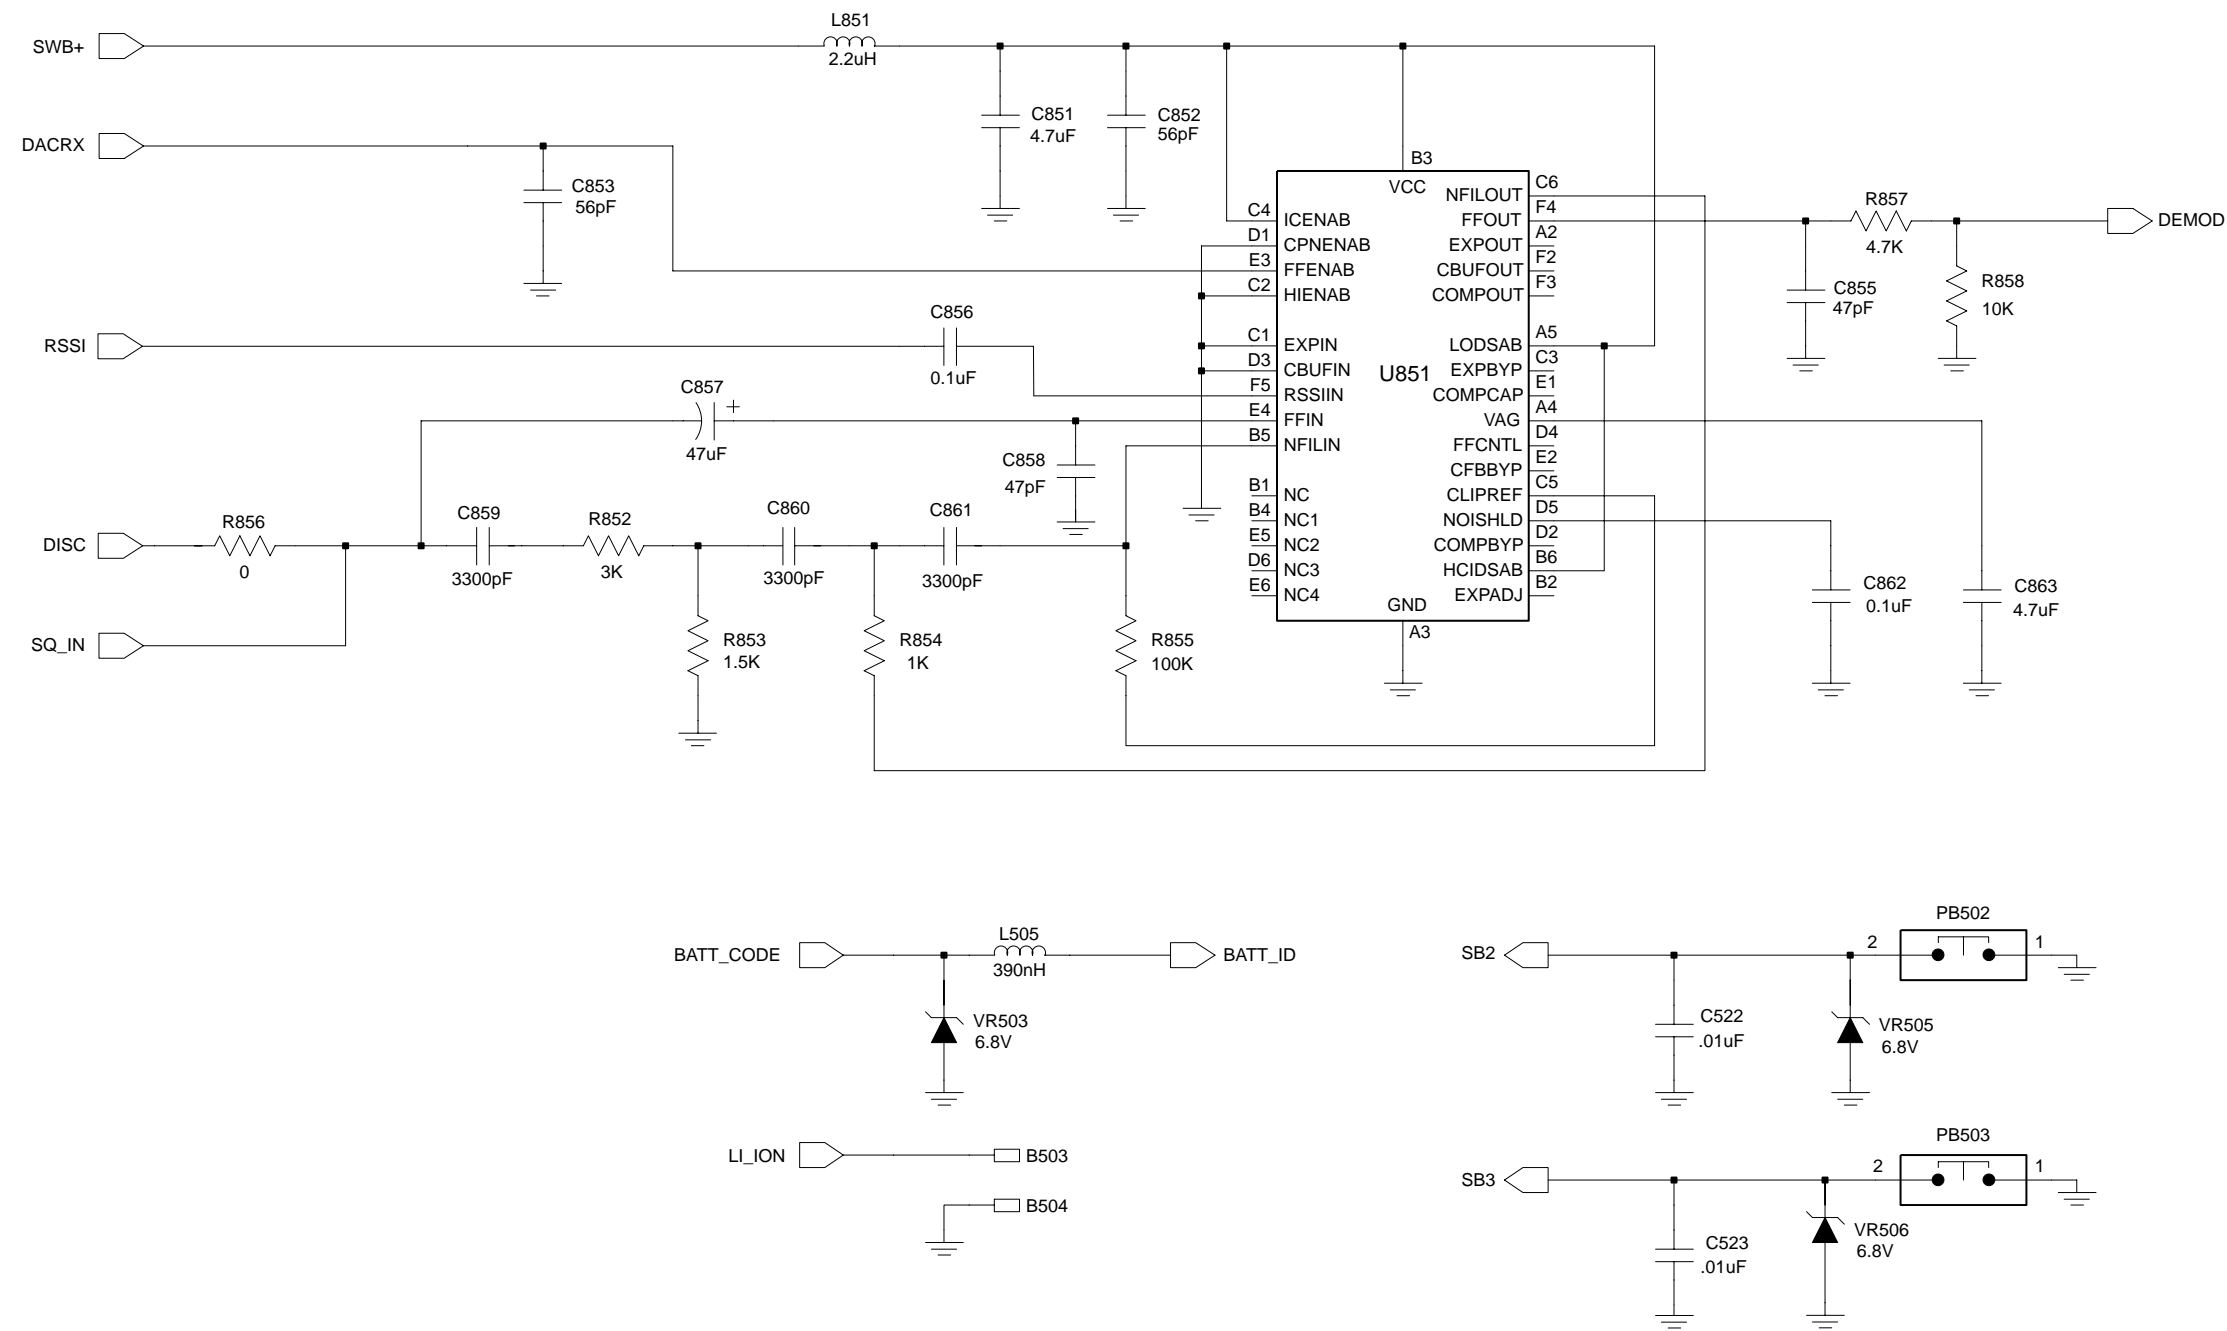 L851
SWB+
2.2uH
C851
4.7uF
C852
56pF
DACRX
C853
56pF
B3
VCC
C6
NFILOUT
F4
FFOUT
A2
EXPOUT
F2
CBUFOUT
F3
COMPOUT
A5
LODSAB
C3
EXPBYP
E1
COMPCAP
A4
VAG
D4
FFCNTL
E2
CFBBYP
C5
CLIPREF
D5
NOISHLD
D2
COMPBYP
B6
HCIDSAB
B2
EXPADJ
C4
ICENAB
D1
CPNENAB
E3
FFENAB
C2
HIENAB
C1
EXPIN
D3
CBUFIN
F5
RSSIIN
E4
FFIN
B5
NFILIN
B1
NC
B4
NC1
E5
NC2
D6
NC3
E6
NC4
U851
GND
A3
R857
4.7K
DEMOD
C855
47pF
R858
10K
RSSI
C856
0.1uF
C857
+
47uF
C858
47pF
DISC
R856
0
C859
3300pF
R852
3K
C860
3300pF
C861
3300pF
SQ_IN
R853
1.5K
R854
1K
R855
100K
C862
0.1uF
C863
4.7uF
BATT_CODE
L505
390nH
BATT_ID
VR503
6.8V
LI_ION
B503
B504
SB2
PB502
2
1
C522
.01uF
VR505
6.8V
SB3
PB503
2
1
C523
.01uF
VR506
6.8V